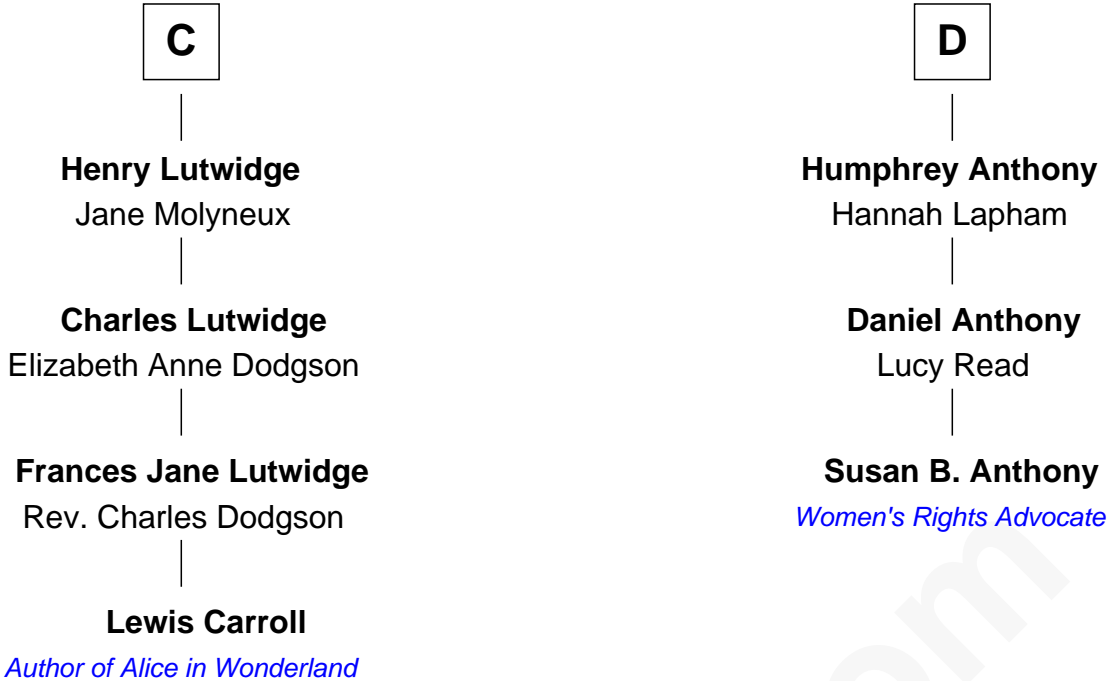 C
Henry Lutwidge
Jane Molyneux
Charles Lutwidge
Elizabeth Anne Dodgson
Frances Jane Lutwidge
Rev. Charles Dodgson
Lewis Carroll
Author of Alice in Wonderland
D
Humphrey Anthony
Hannah Lapham
Daniel Anthony
Lucy Read
Susan B. Anthony
Women's Rights Advocate
om